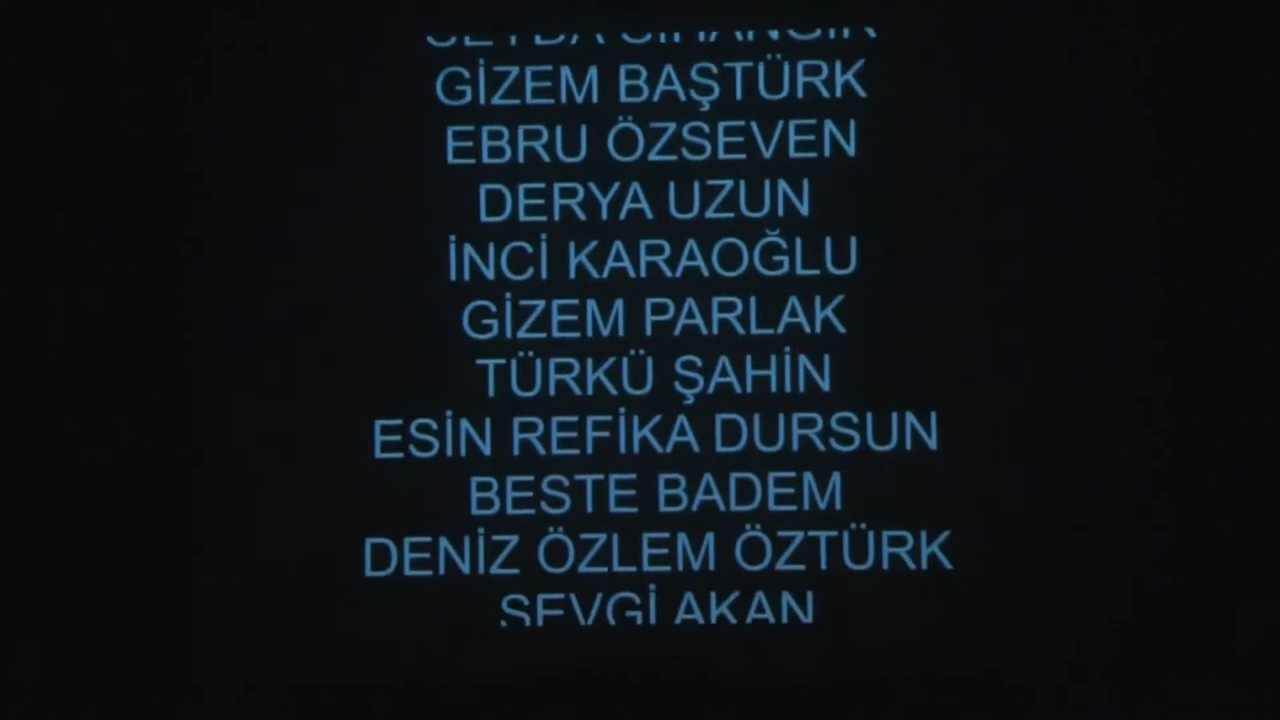 GİZEM BAŞTÜRK
EBRU ÖZSEVEN
DERYA UZUN
İNCİ KARAOĞLU
GİZEM PARLAK
TÜRKÜ ŞAHİN
ESİN REFİKA DURSUN
BESTE BADEM
DENİZ ÖZLEM ÖZTÜRK
SEVGİ AKAN